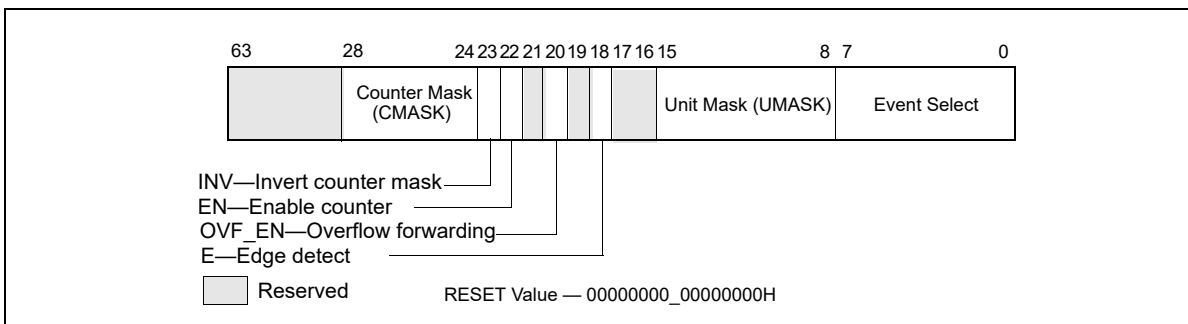 63 28 24 23 22 21 20 19 18 17 16 15 8 7 0
Counter Mask
(CMASK)
Unit Mask (UMASK)
Event Select
INV—Invert counter mask
EN—Enable counter
OVF_EN—Overflow forwarding
E—Edge detect
Reserved
RESET Value — 00000000_00000000H